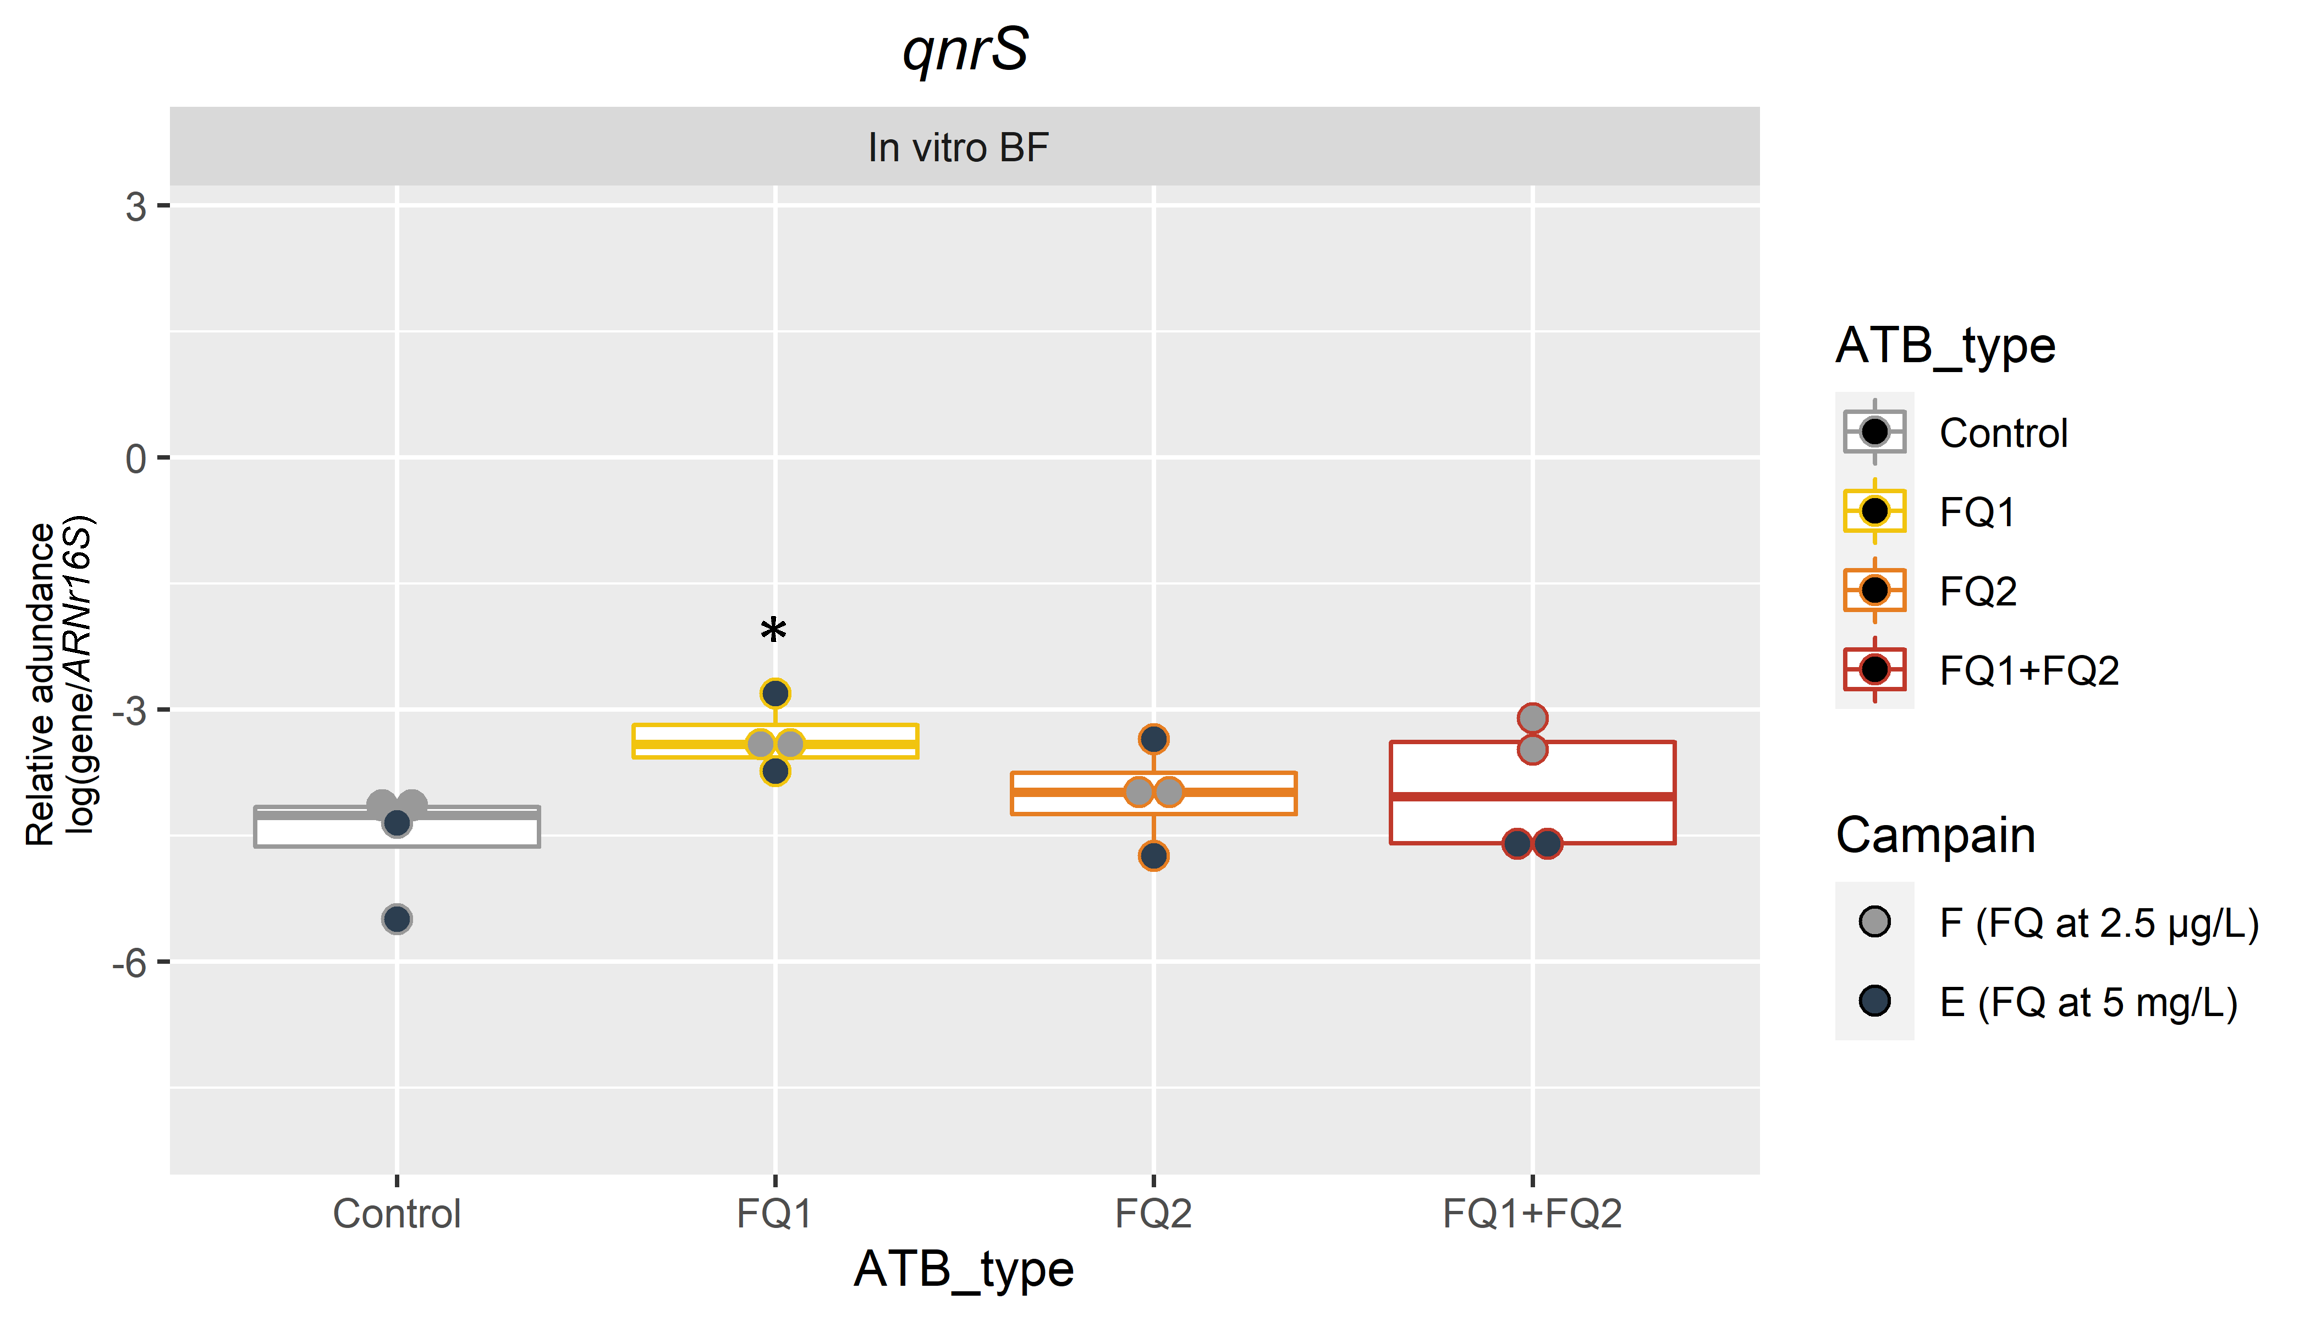 qnrS
In vitro BF
3
0
-3
-6
Relative adundance
log(gene/ARNr16S)
*
Control
FQ1
FQ2
FQ1+FQ2
ATB_type
ATB_type
Control
FQ1
FQ2
FQ1+FQ2
Campain
F (FQ at 2.5 µg/L)
E (FQ at 5 mg/L)